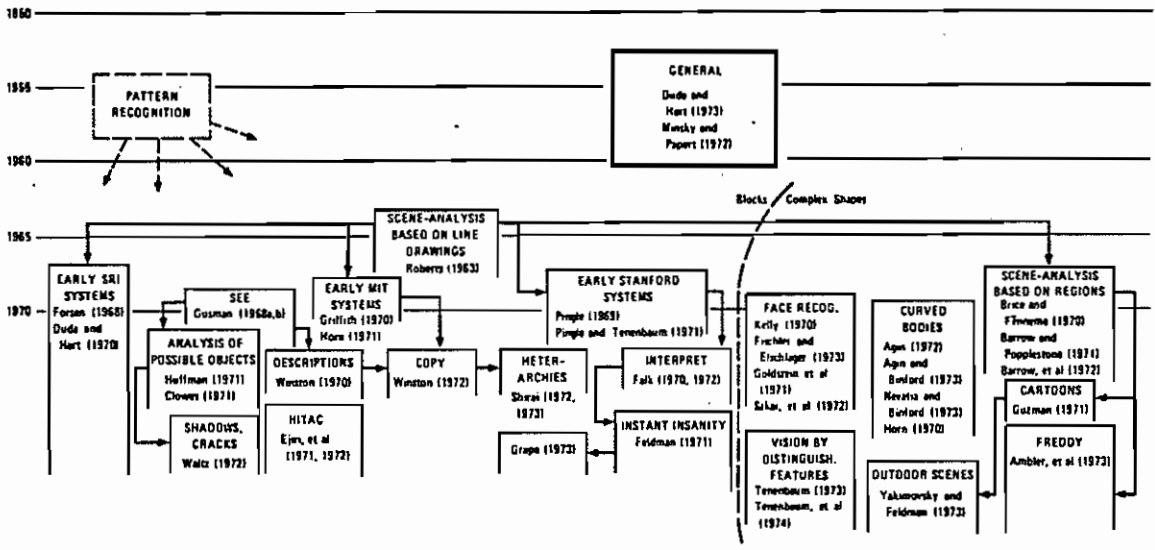 1950
1955
1960
1965
1970
PATTERN
RECOGNITION
GENERAL
Duda and
Hart (1973)
Minsky and
Papert (1972)
Blocks
Complex Shapes
SCENE-ANALYSIS
BASED ON LINE
DRAWINGS
Roberts (1963)
EARLY SRI
SYSTEMS
Forsen (1968)
Duda and
Hart (1970)
SEE
Gusman (1968a,b)
EARLY MIT
SYSTEMS
Griffith (1970)
Horn (1971)
EARLY STANFORD
SYSTEMS
Pingle (1969)
Pingle and Tenenbaum (1971)
ANALYSIS OF
POSSIBLE OBJECTS
Huffman (1971)
Clowes (1971)
DESCRIPTIONS
Winston (1970)
COPY
Winston (1972)
HETER-
ARCHIES
Shirai (1972,
1973)
INTERPRET
Falk (1970, 1972)
SHADOWS,
CRACKS
Waltz (1972)
HITAC
Ejiri, et al
(1971, 1972)
Grape (1973)
INSTANT INSANITY
Feldman (1971)
FACE RECOG.
Kelly (1970)
Fischler and
Elschlager (1973)
Goldstein et al
(1971)
Sakai, et al (1972)
CURVED
BODIES
Agin (1972)
Agin and
Binford (1973)
Nevatia and
Binford (1973)
Horn (1970)
SCENE-ANALYSIS
BASED ON REGIONS
Brice and
Fennema (1970)
Barrow and
Popplestone (1971)
Barrow, et al (1972)
CARTOONS
Guzman (1971)
VISION BY
DISTINGUISH.
FEATURES
Tenenbaum (1973)
Tenenbaum, et al
(1974)
OUTDOOR SCENES
Yakimovsky and
Feldman (1973)
FREDDY
Ambler, et al (1973)